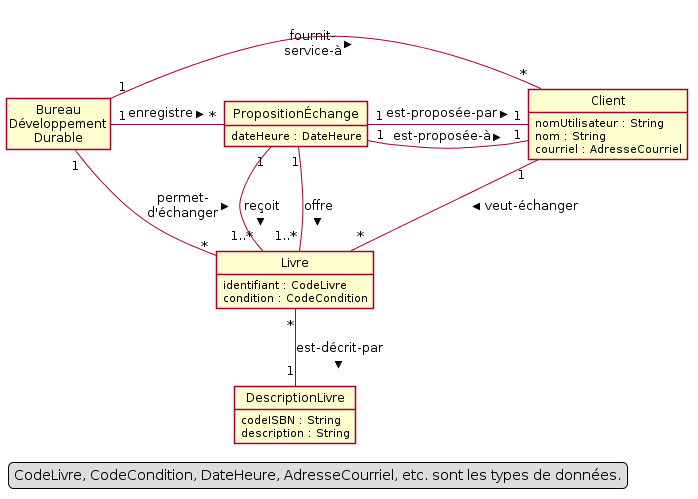 fournit-
service-à
1
*
Bureau
Développement
Durable
1
enregistre
*
PropositionÉchange
dateHeure : DateHeure
1
est-proposée-par
1
1
est-proposée-à
1
Client
nomUtilisateur : String
nom : String
courriel : AdresseCourriel
1
permet-
d'échanger
*
1
reçoit
1..*
1
offre
1..*
1
veut-échanger
*
Livre
identifiant : CodeLivre
condition : CodeCondition
*
est-décrit-par
1
DescriptionLivre
codeISBN : String
description : String
CodeLivre, CodeCondition, DateHeure, AdresseCourriel, etc. sont les types de données.